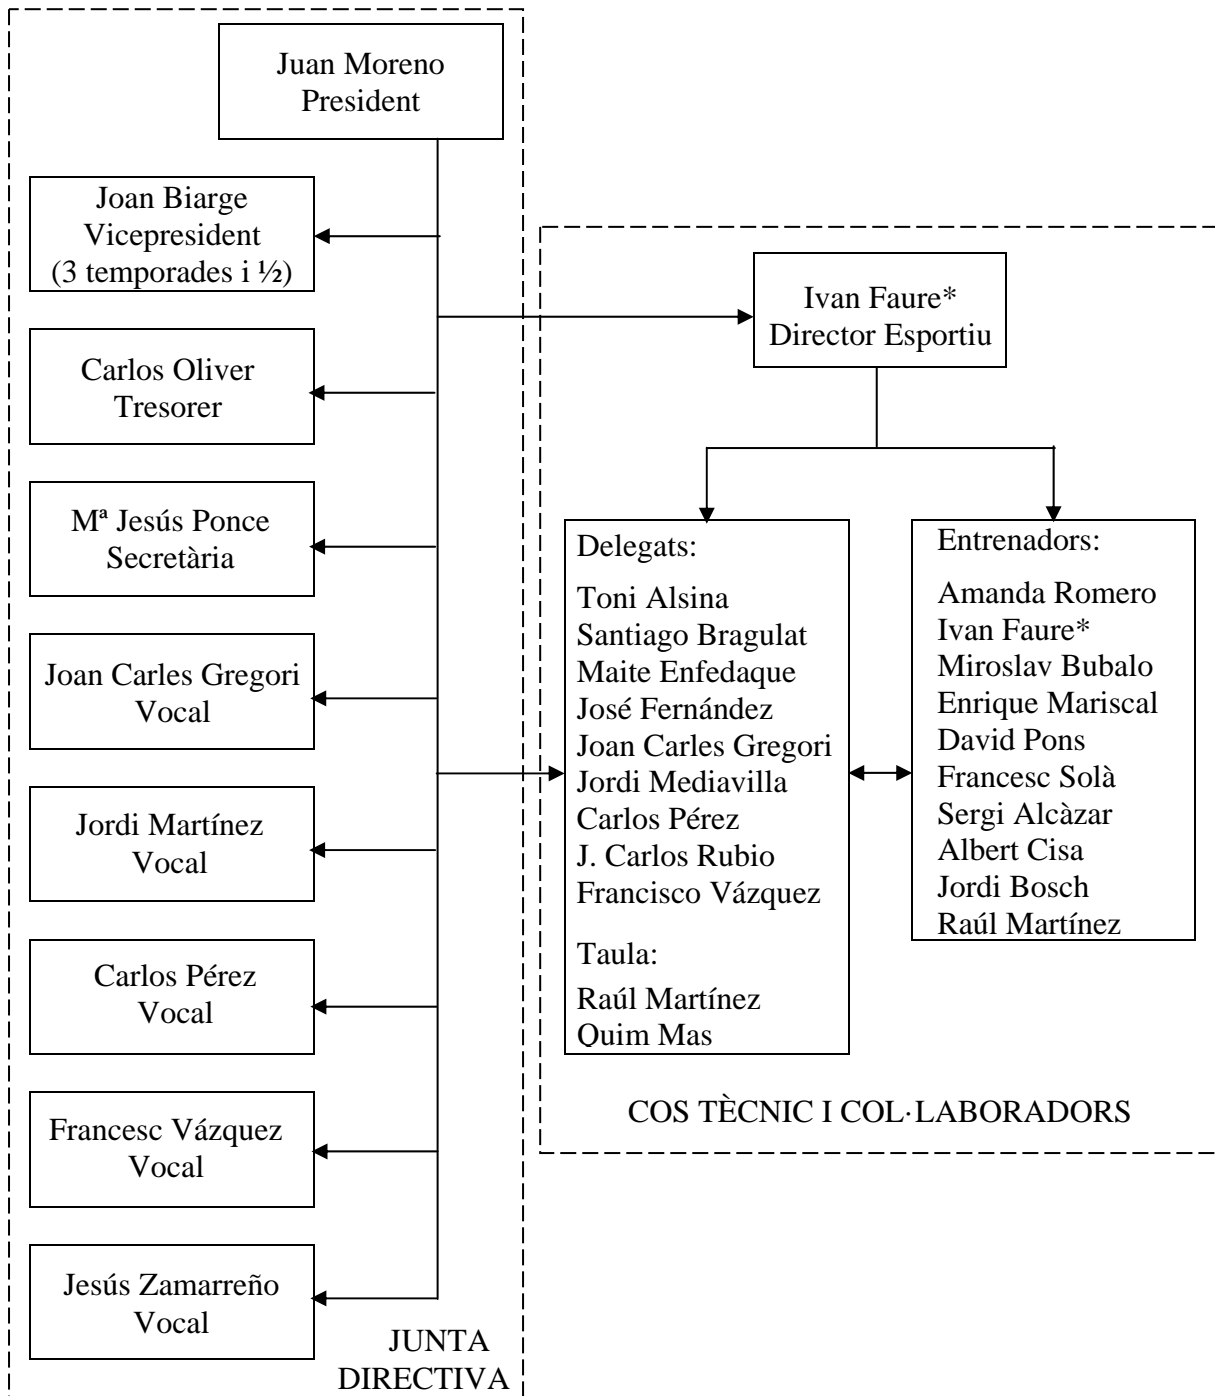 Juan Moreno
President
Joan Biarge
Vicepresident
(3 temporades i ½)
Carlos Oliver
Tresorer
Mª Jesús Ponce
Secretària
Joan Carles Gregori
Vocal
Jordi Martínez
Vocal
Carlos Pérez
Vocal
Francesc Vázquez
Vocal
Jesús Zamarreño
Vocal
JUNTA
DIRECTIVA
Ivan Faure*
Director Esportiu
Delegats:
Toni Alsina
Santiago Bragulat
Maite Enfedaque
José Fernández
Joan Carles Gregori
Jordi Mediavilla
Carlos Pérez
J. Carlos Rubio
Francisco Vázquez
Taula:
Raúl Martínez
Quim Mas
Entrenadors:
Amanda Romero
Ivan Faure*
Miroslav Bubalo
Enrique Mariscal
David Pons
Francesc Solà
Sergi Alcàzar
Albert Cisa
Jordi Bosch
Raúl Martínez
COS TÈCNIC I COL·LABORADORS